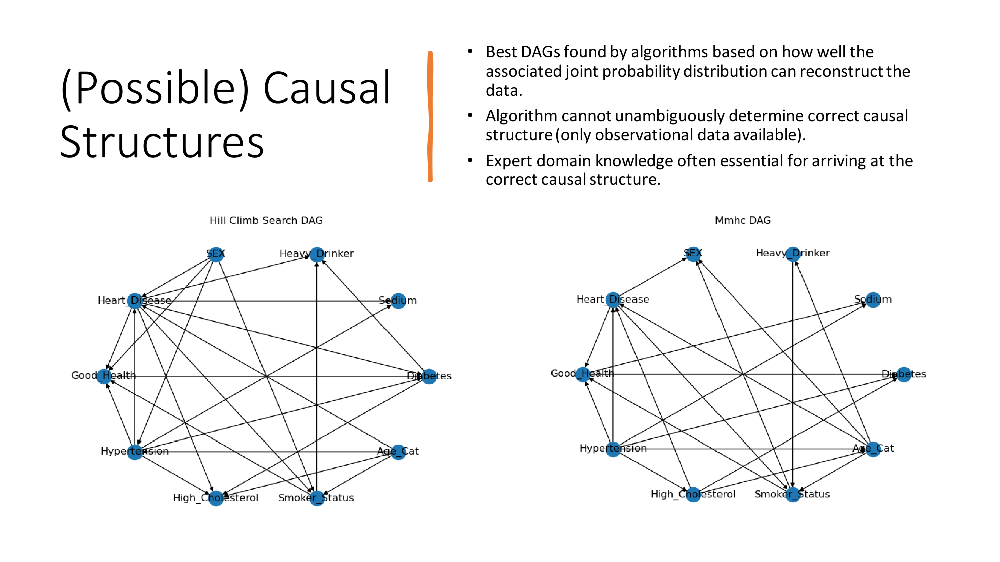 (Possible) Causal
Structures
• Best DAGs found by algorithms based on how well the
associated joint probability distribution can reconstruct the
data.
• Algorithm cannot unambiguously determine correct causal
structure (only observational data available).
• Expert domain knowledge often essential for arriving at the
correct causal structure.
Hill Climb Search DAG
SEX
Heavy_Drinker
Heart_Disease
Sodium
Good_Health
Diabetes
Hypertension
Age_Cat
High_Cholesterol
Smoker_Status
Mmhc DAG
SEX
Heavy_Drinker
Heart_Disease
Sodium
Good_Health
Diabetes
Hypertension
Age_Cat
High_Cholesterol
Smoker_Status